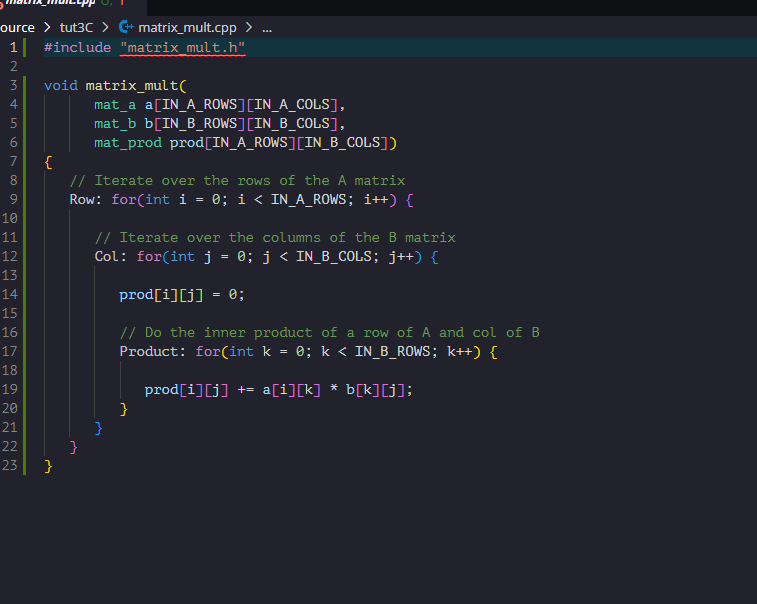 matrix_mult.cpp 6, 1
ource > tut3C > matrix_mult.cpp > ...
1 #include "matrix_mult.h"
2
3 void matrix_mult(
4 mat_a a[IN_A_ROWS][IN_A_COLS],
5 mat_b b[IN_B_ROWS][IN_B_COLS],
6 mat_prod prod[IN_A_ROWS][IN_B_COLS])
7 {
8 // Iterate over the rows of the A matrix
9 Row: for(int i = 0; i < IN_A_ROWS; i++) {
10
11 // Iterate over the columns of the B matrix
12 Col: for(int j = 0; j < IN_B_COLS; j++) {
13
14 prod[i][j] = 0;
15
16 // Do the inner product of a row of A and col of B
17 Product: for(int k = 0; k < IN_B_ROWS; k++) {
18
19 prod[i][j] += a[i][k] * b[k][j];
20 }
21 }
22 }
23 }